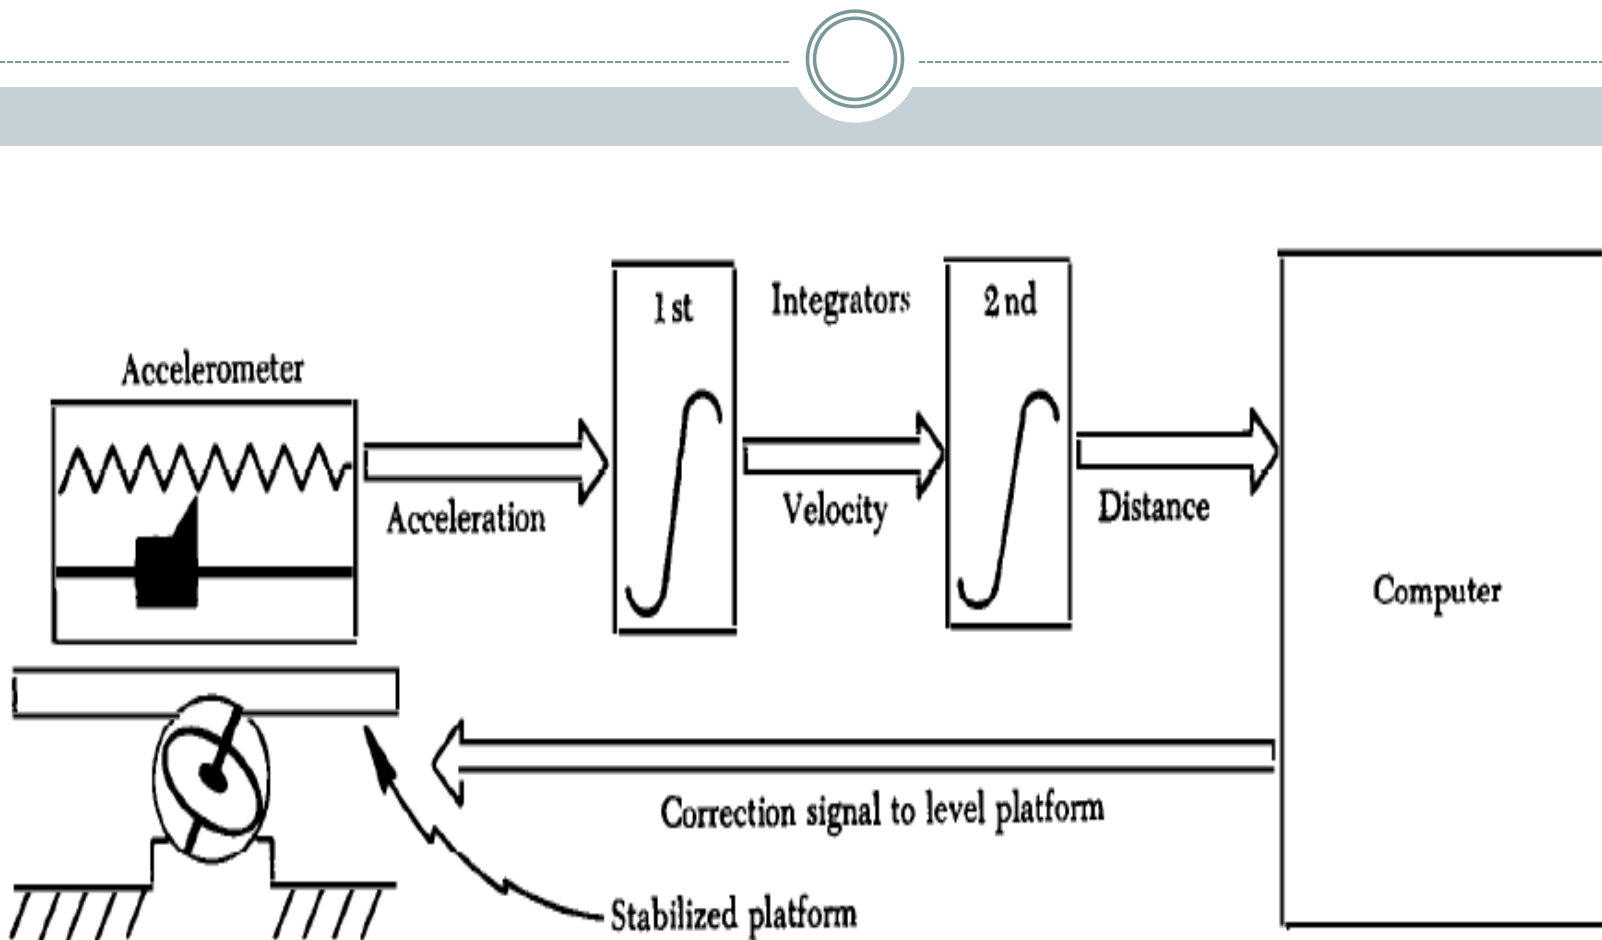 1 st
Integrators
2 nd
Accelerometer
Acceleration
Velocity
Distance
Computer
Correction signal to level platform
Stabilized platform